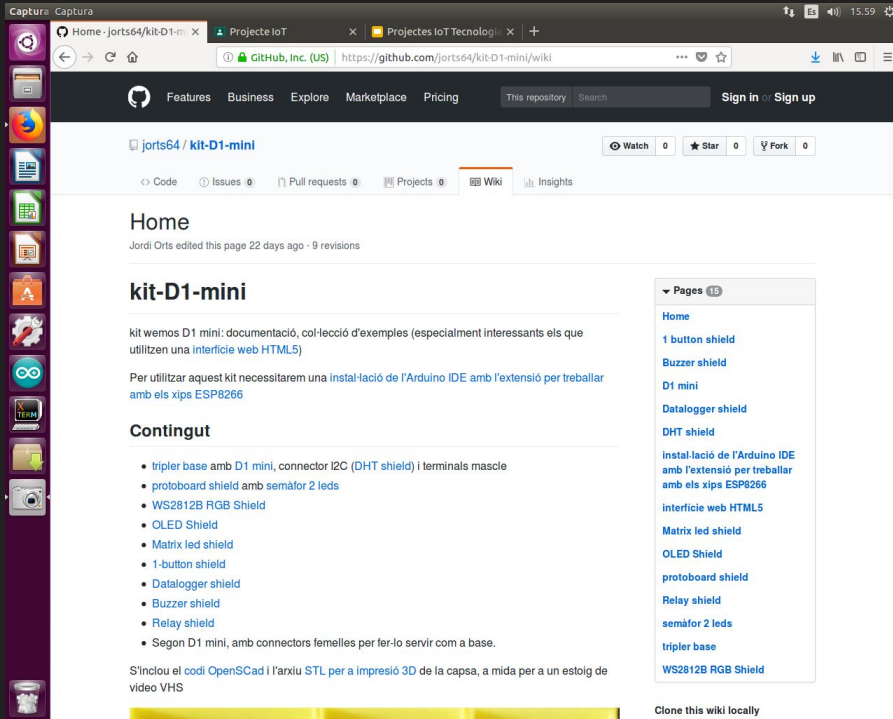 Captura Captura
Es 15.59
Home · jorts64/kit-D1-m
Projecte IoT
Projectes IoT Tecnologi
GitHub, Inc. (US) https://github.com/jorts64/kit-D1-mini/wiki
Features Business Explore Marketplace Pricing This repository Search Sign in or Sign up
jorts64 / kit-D1-mini
Watch 0 Star 0 Fork 0
Code Issues 0 Pull requests 0 Projects 0 Wiki Insights
Home
Jordi Orts edited this page 22 days ago · 9 revisions
kit-D1-mini
kit wemos D1 mini: documentació, col·lecció d'exemples (especialment interessants els que
utilitzen una interfície web HTML5)
Per utilitzar aquest kit necessitarem una instal·lació de l'Arduino IDE amb l'extensió per treballar
amb els xips ESP8266
Contingut
tripler base amb D1 mini, connector I2C (DHT shield) i terminals mascle
protoboard shield amb semàfor 2 leds
WS2812B RGB Shield
OLED Shield
Matrix led shield
1-button shield
Datalogger shield
Buzzer shield
Relay shield
Segon D1 mini, amb connectors femelles per fer-lo servir com a base.
S'inclou el codi OpenSCad i l'arxiu STL per a impresió 3D de la capsa, a mida per a un estoig de
video VHS
Pages 15
Home
1 button shield
Buzzer shield
D1 mini
Datalogger shield
DHT shield
instal·lació de l'Arduino IDE
amb l'extensió per treballar
amb els xips ESP8266
interfície web HTML5
Matrix led shield
OLED Shield
protoboard shield
Relay shield
semàfor 2 leds
tripler base
WS2812B RGB Shield
Clone this wiki locally
X
TERM